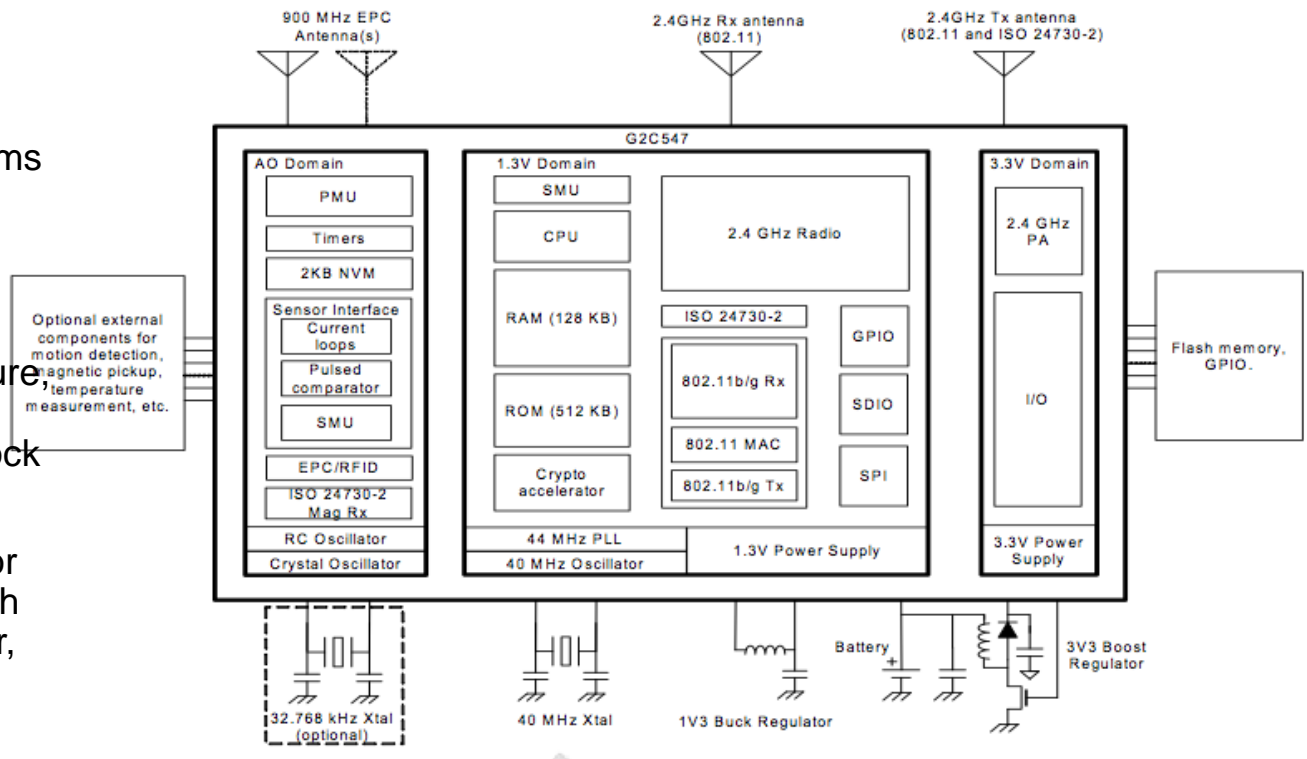 900 MHz EPC
Antenna(s)
2.4GHz Rx antenna
(802.11)
2.4GHz Tx antenna
(802.11 and ISO 24730-2)
G2C547
ms
ure,
ock
or
h
r,
Optional external
components for
motion detection,
magnetic pickup,
temperature
measurement, etc.
AO Domain
PMU
Timers
2KB NVM
Sensor Interface
Current
loops
Pulsed
comparator
SMU
EPC/RFID
ISO 24730-2
Mag Rx
RC Oscillator
Crystal Oscillator
1.3V Domain
SMU
CPU
RAM (128 KB)
ROM (512 KB)
Crypto
accelerator
2.4 GHz Radio
ISO 24730-2
802.11b/g Rx
802.11 MAC
802.11b/g Tx
GPIO
SDIO
SPI
44 MHz PLL
40 MHz Oscillator
1.3V Power Supply
3.3V Domain
2.4 GHz
PA
I/O
3.3V Power
Supply
Flash memory,
GPIO.
32.768 kHz Xtal
(optional)
40 MHz Xtal
1V3 Buck Regulator
Battery
+
3V3 Boost
Regulator